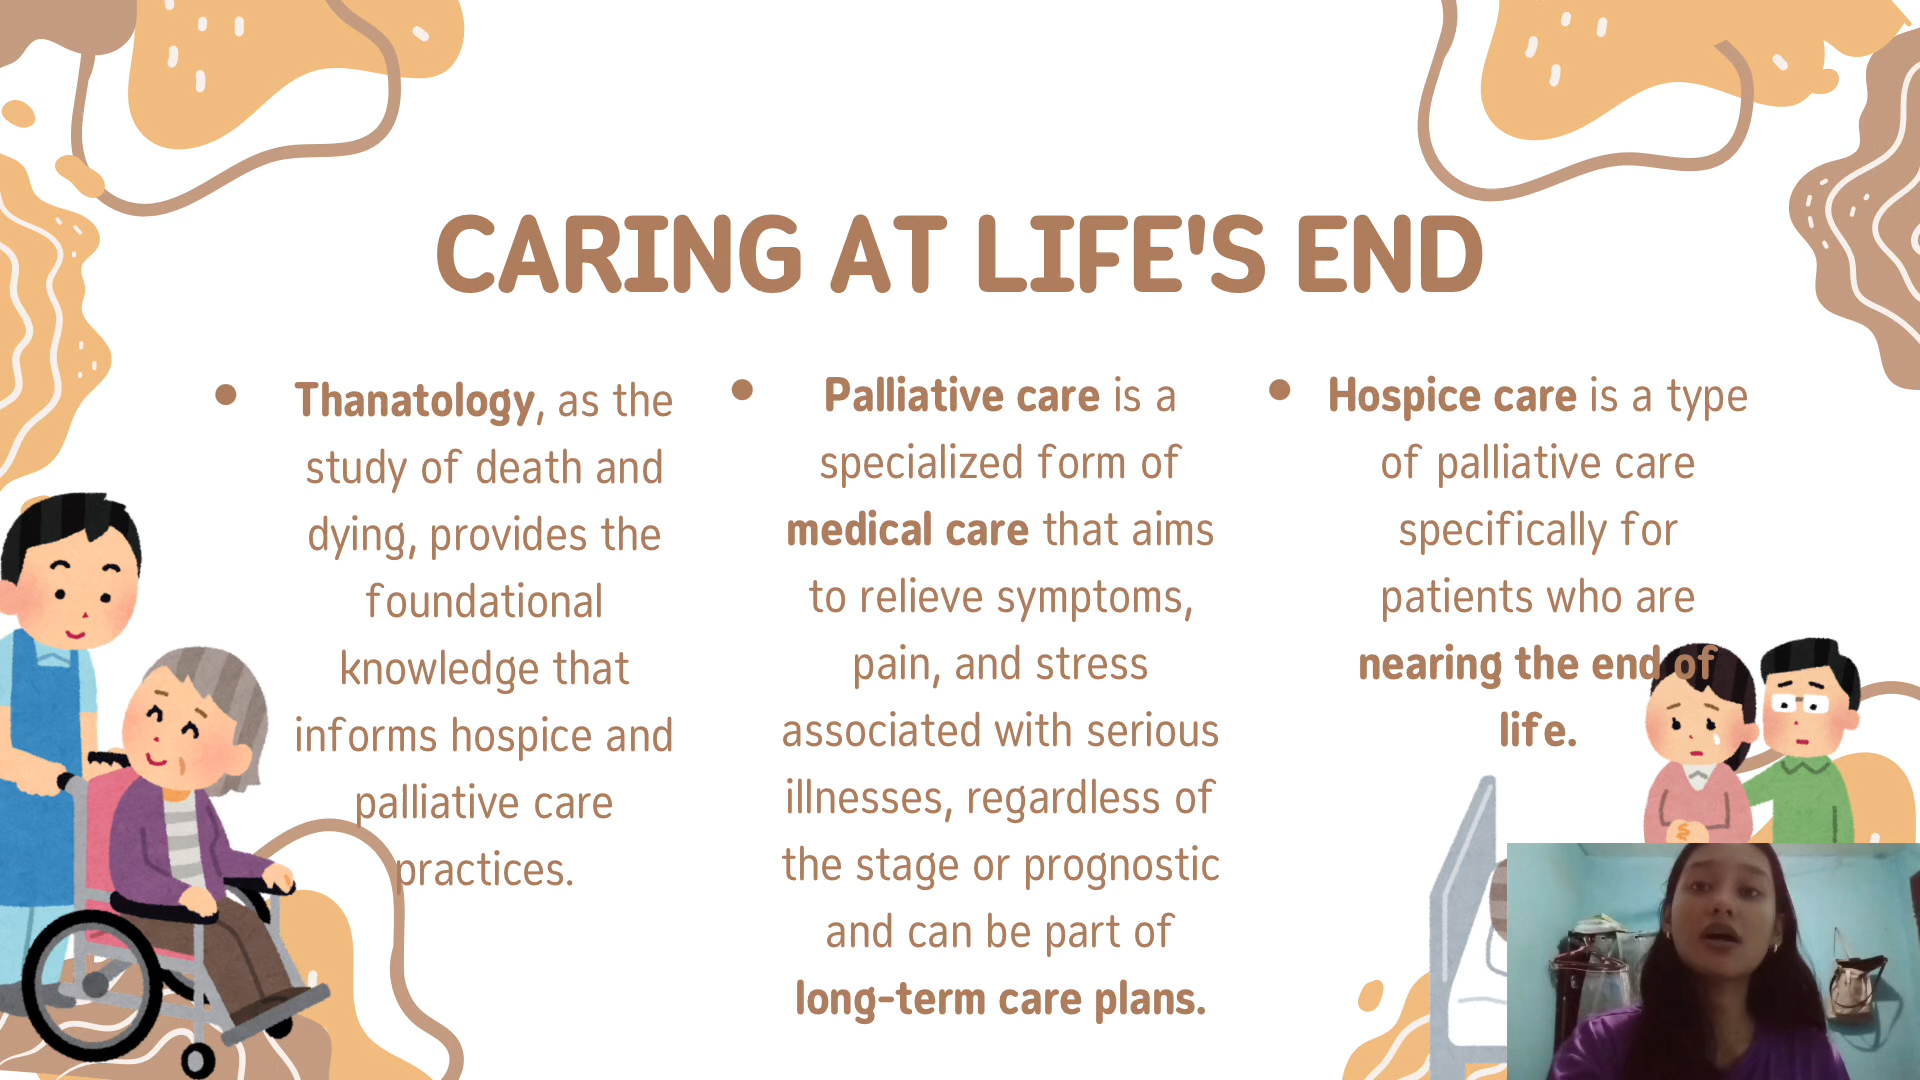 CARING AT LIFE'S END
• Thanatology, as the
study of death and
dying, provides the
foundational
knowledge that
informs hospice and
palliative care
practices.
• Palliative care is a
specialized form of
medical care that aims
to relieve symptoms,
pain, and stress
associated with serious
illnesses, regardless of
the stage or prognostic
and can be part of
long-term care plans.
• Hospice care is a type
of palliative care
specifically for
patients who are
nearing the end of
life.